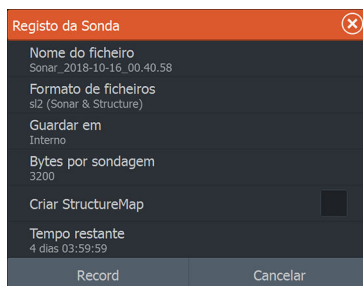 Registo da Sonda
Nome do ficheiro
Sonar_2018-10-16_00.40.58
Formato de ficheiros
sl2 (Sonar & Structure)
Guardar em
Interno
Bytes por sondagem
3200
Criar StructureMap
Tempo restante
4 dias 03:59:59
Record
Cancelar